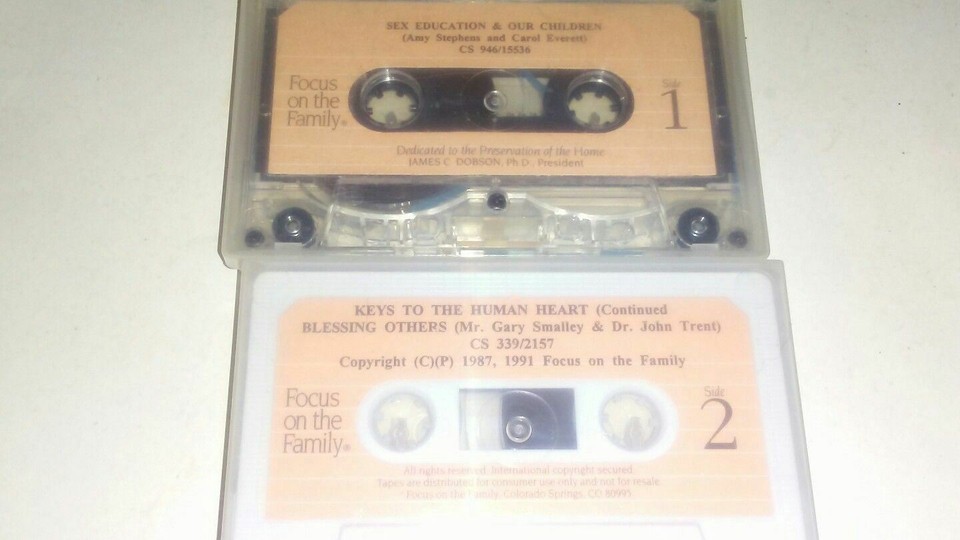 SEX EDUCATION & OUR CHILDREN
(Amy Stephens and Carol Everett)
CS 946/15536
Focus
on the
Family®
Side
1
Dedicated to the Preservation of the Home
JAMES C. DOBSON, Ph.D., President
KEYS TO THE HUMAN HEART (Continued
BLESSING OTHERS (Mr. Gary Smalley & Dr. John Trent)
CS 339/2157
Copyright (C)(P) 1987, 1991 Focus on the Family
Focus
on the
Family®
Side
2
All rights reserved. International copyright secured.
Tapes are distributed for consumer use only and not for resale.
Focus on the Family, Colorado Springs, CO 80995